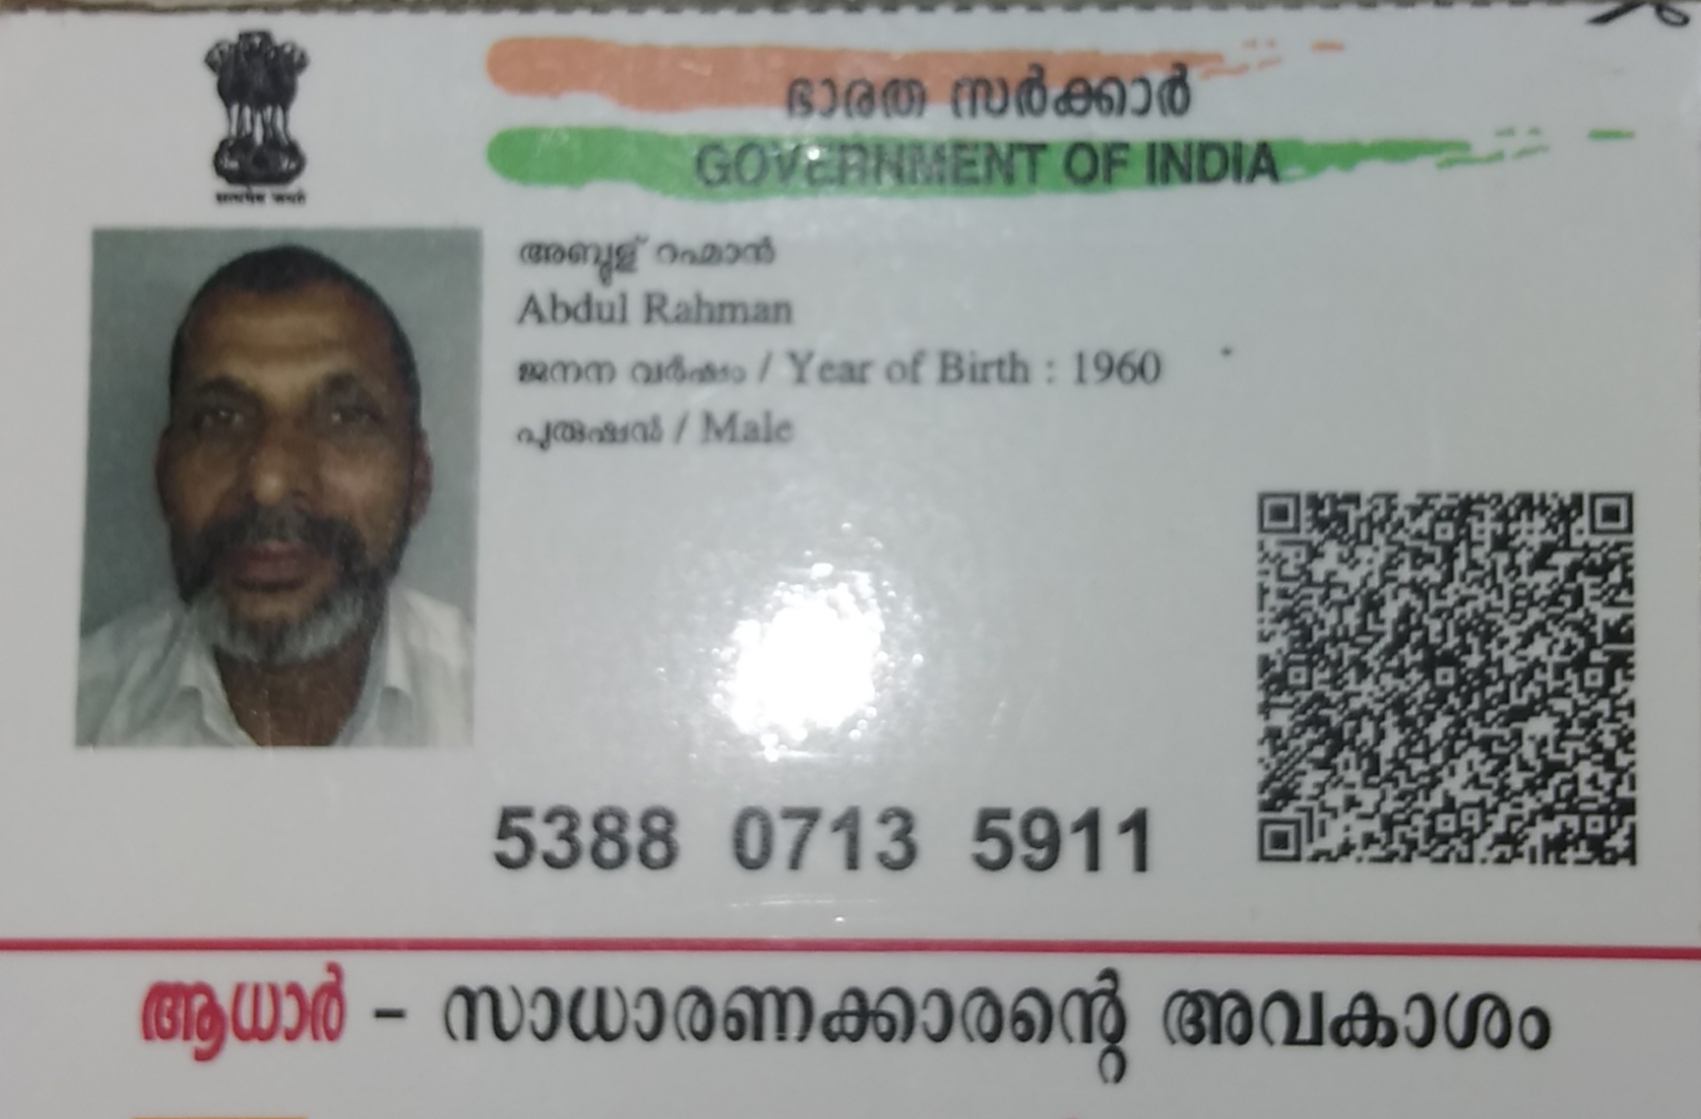 ഭാരത സർക്കാർ
GOVERNMENT OF INDIA
सत्यमेव जयते
അബ്ദുള് റഹ്മാൻ
Abdul Rahman
ജനന വർഷം / Year of Birth : 1960
പുരുഷൻ / Male
5388 0713 5911
ആധാർ - സാധാരണക്കാരന്റെ അവകാശം